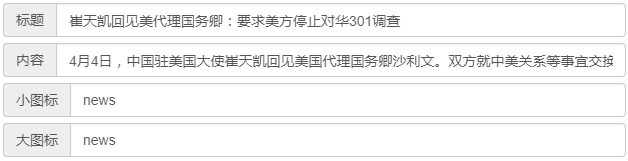 标题 崔天凯回见美代理国务卿：要求美方停止对华301调查
内容 4月4日，中国驻美国大使崔天凯回见美国代理国务卿沙利文。双方就中美关系等事宜交换
小图标 news
大图标 news